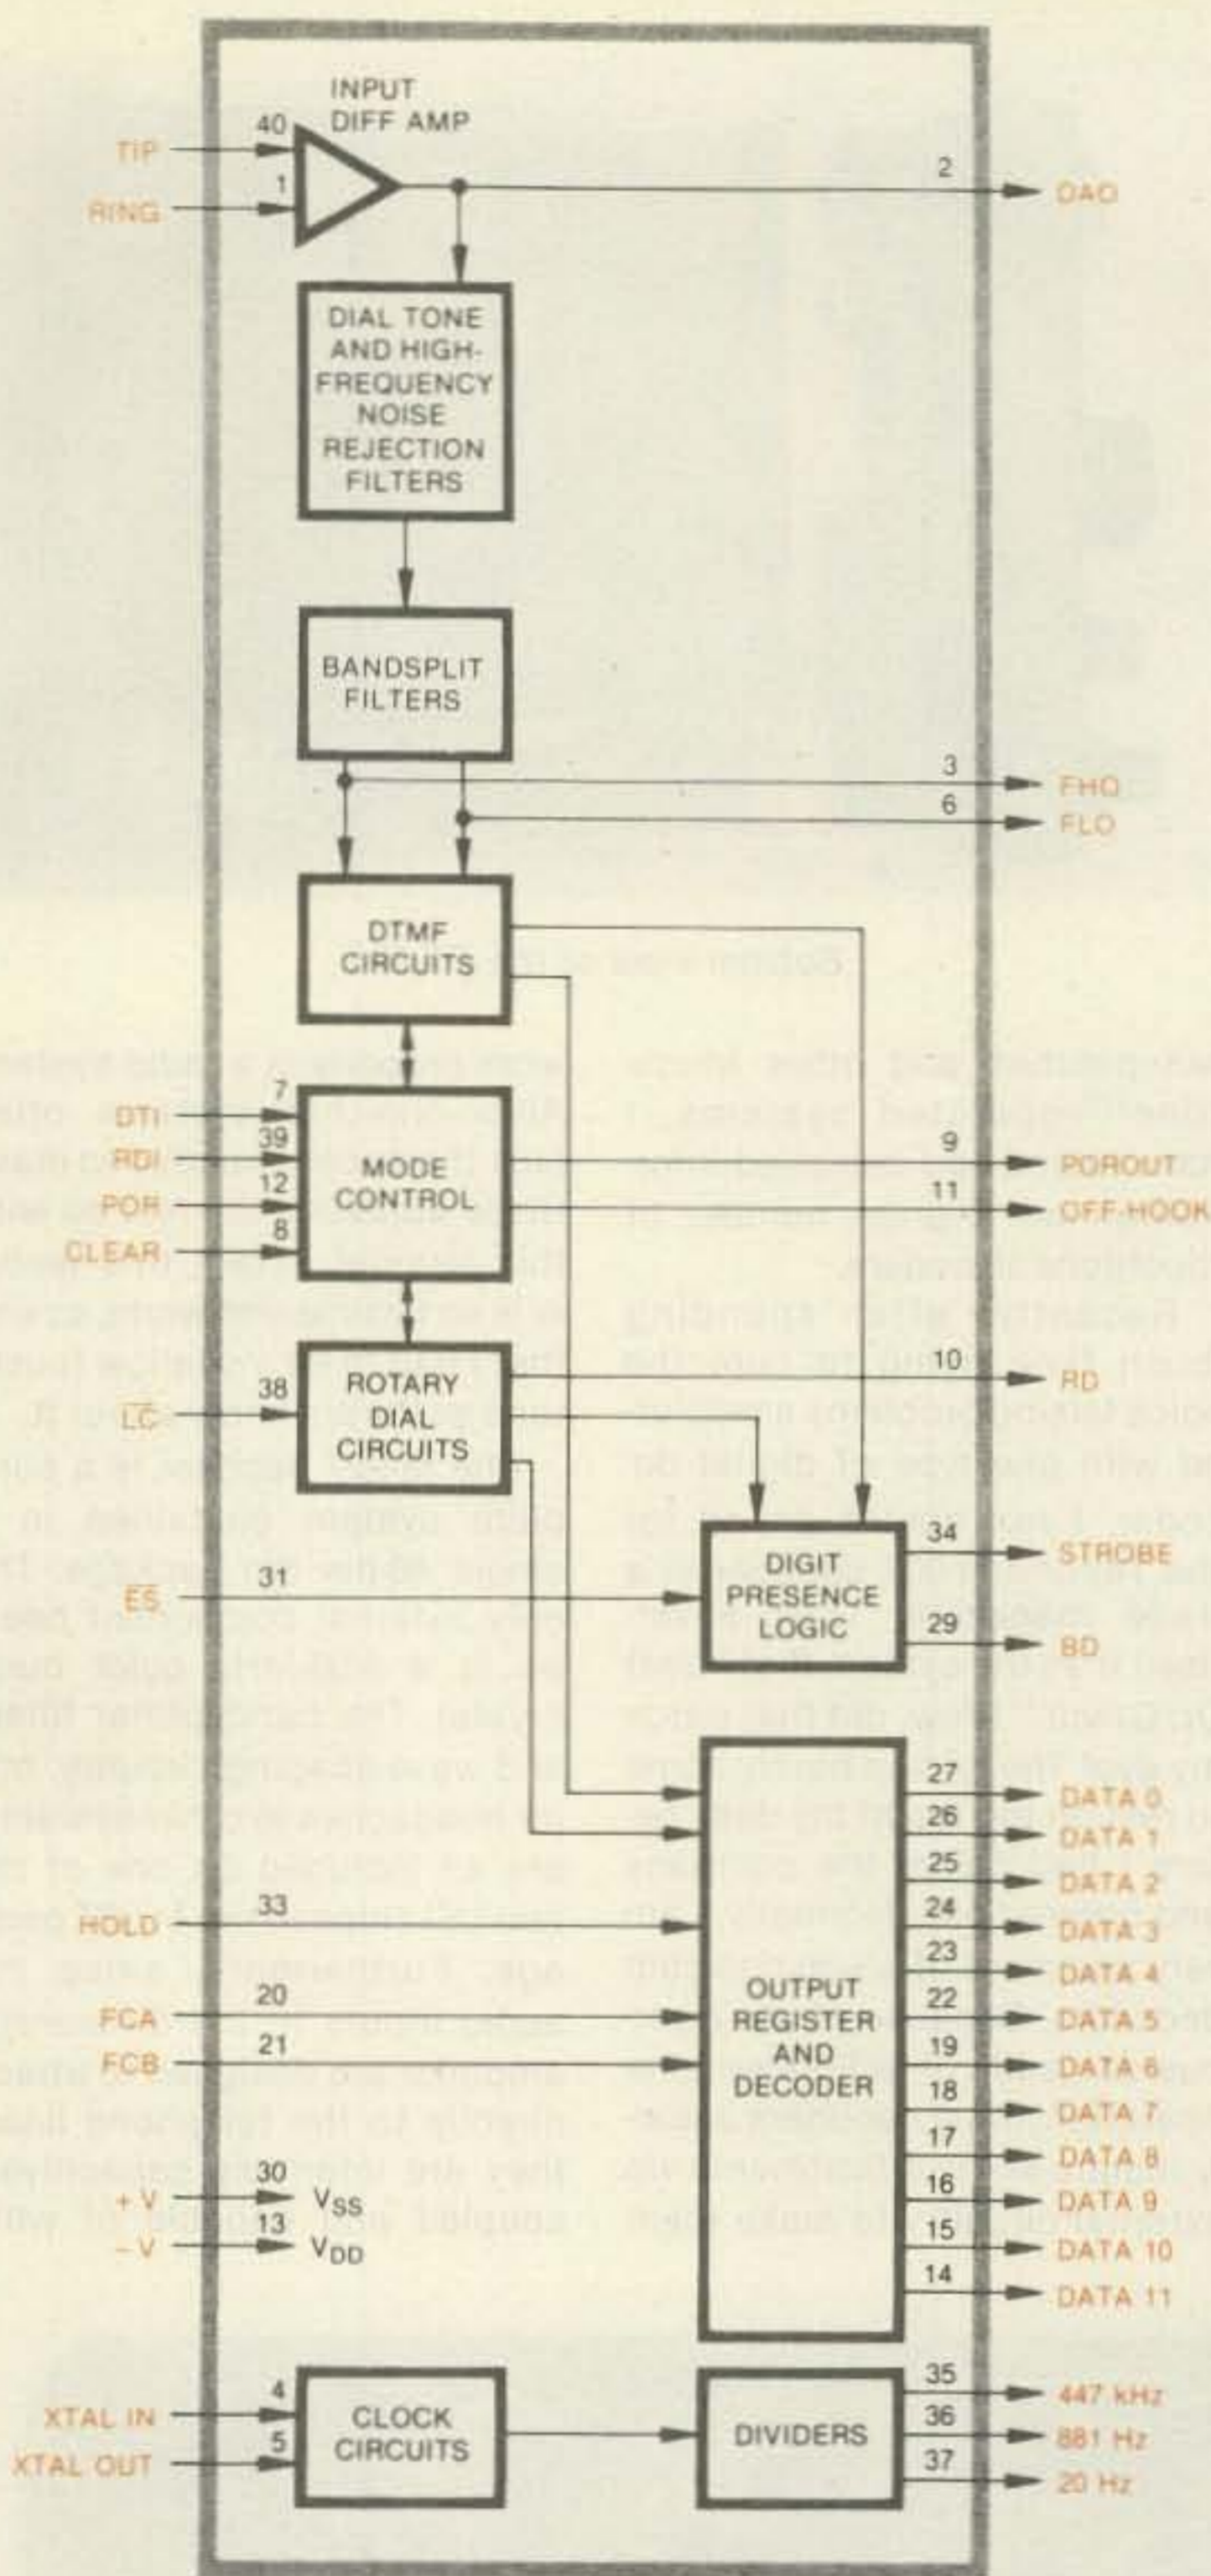 INPUT
DIFF AMP
TIP
40
RING
1
2
DAO
DIAL TONE
AND HIGH-
FREQUENCY
NOISE
REJECTION
FILTERS
BANDSPLIT
FILTERS
3
FHO
6
FLO
DTMF
CIRCUITS
DTI
7
RDI
39
POR
12
CLEAR
8
MODE
CONTROL
9
POROUT
11
OFF-HOOK
LC
38
ROTARY
DIAL
CIRCUITS
10
RD
ES
31
DIGIT
PRESENCE
LOGIC
34
STROBE
29
BD
HOLD
33
FCA
20
FCB
21
OUTPUT
REGISTER
AND
DECODER
27
DATA 0
26
DATA 1
25
DATA 2
24
DATA 3
23
DATA 4
22
DATA 5
19
DATA 6
18
DATA 7
17
DATA 8
16
DATA 9
15
DATA 10
14
DATA 11
+ V
30
VSS
– V
13
VDD
XTAL IN
4
XTAL OUT
5
CLOCK
CIRCUITS
DIVIDERS
35
447 kHz
36
881 Hz
37
20 Hz